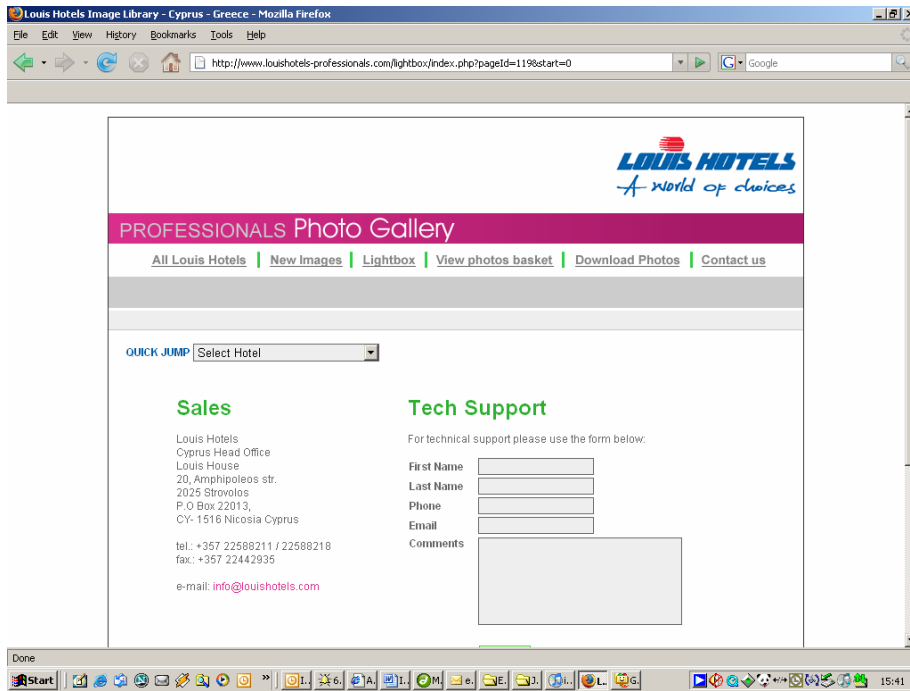 Louis Hotels Image Library - Cyprus - Greece - Mozilla Firefox
File Edit View History Bookmarks Tools Help
http://www.louishotels-professionals.com/lightbox/index.php?pageId=119&start=0
G Google
LOUIS HOTELS
A world of choices
PROFESSIONALS Photo Gallery
All Louis Hotels | New Images | Lightbox | View photos basket | Download Photos | Contact us
QUICK JUMP Select Hotel
Sales
Louis Hotels
Cyprus Head Office
Louis House
20, Amphipoleos str.
2025 Strovolos
P.O Box 22013,
CY- 1516 Nicosia Cyprus
tel.: +357 22588211 / 22588218
fax.: +357 22442935
e-mail: info@louishotels.com
Tech Support
For technical support please use the form below:
First Name
Last Name
Phone
Email
Comments
Done
Start » I.. 6. A. I.. M. e. E. J. i.. L. G. 15:41